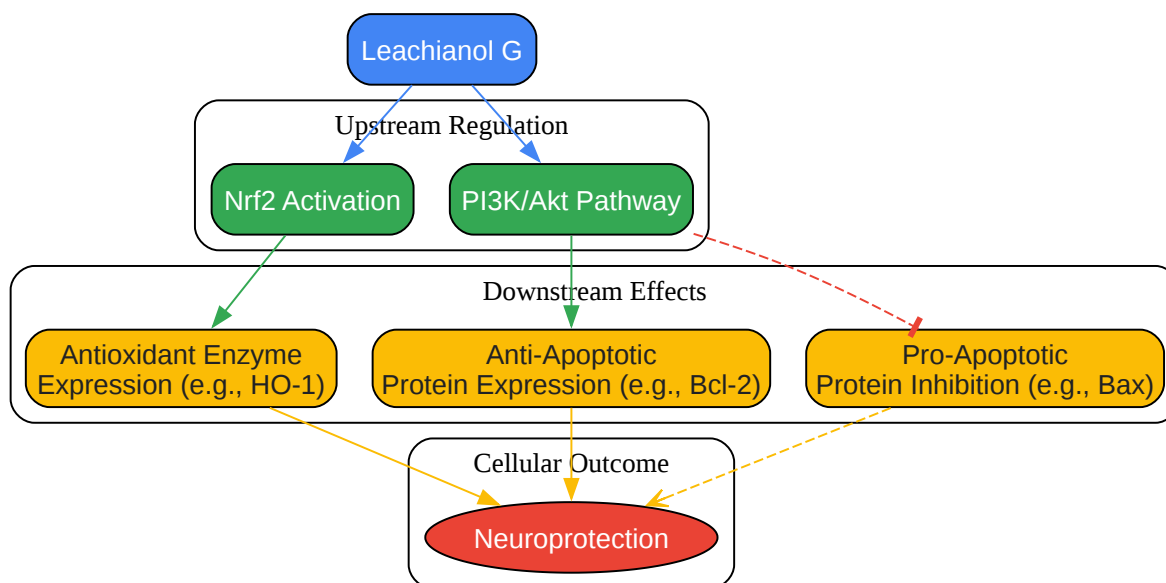 Leachianol G
Upstream Regulation
Nrf2 Activation
PI3K/Akt Pathway
Downstream Effects
Antioxidant Enzyme
Expression (e.g., HO-1)
Anti-Apoptotic
Protein Expression (e.g., Bcl-2)
Pro-Apoptotic
Protein Inhibition (e.g., Bax)
Cellular Outcome
Neuroprotection